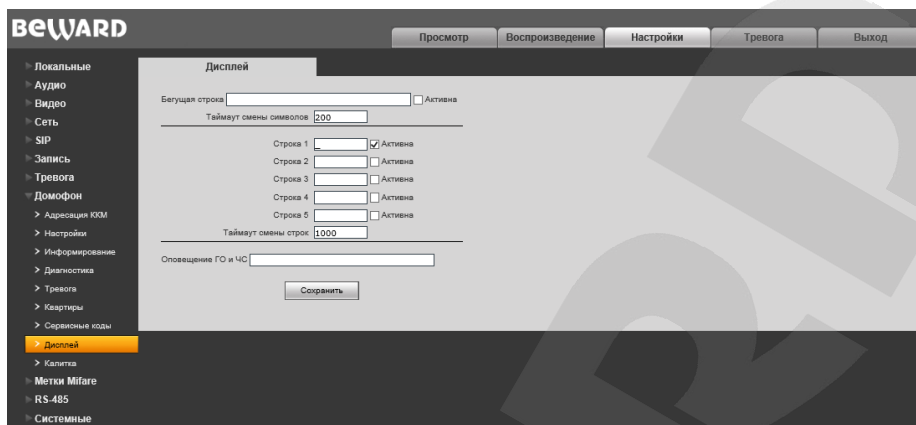 BEWARD
Просмотр Воспроизведение Настройки Тревога Выход
Локальные
Аудио
Видео
Сеть
SIP
Запись
Тревога
Домофон
Адресация ККМ
Настройки
Информирование
Диагностика
Тревога
Квартиры
Сервисные коды
Дисплей
Калитка
Метки Mifare
RS-485
Системные
Дисплей
Бегущая строка Активна
Таймаут смены символов 200
Строка 1 _ Активна
Строка 2 Активна
Строка 3 Активна
Строка 4 Активна
Строка 5 Активна
Таймаут смены строк 1000
Оповещение ГО и ЧС
Сохранить